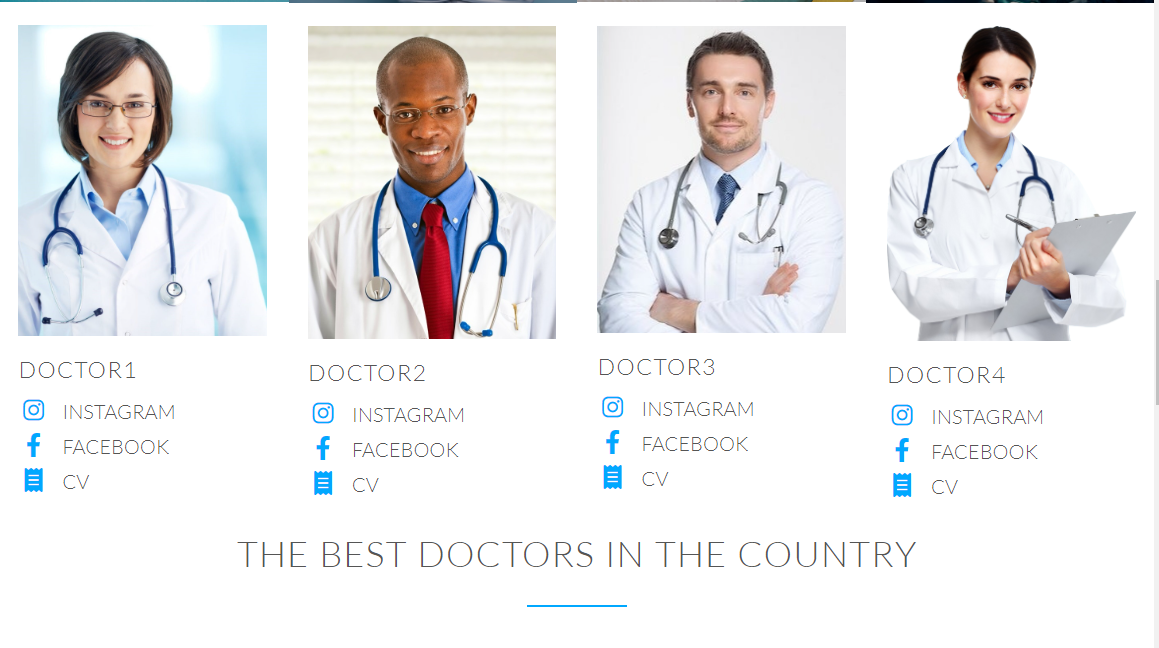 DOCTOR1
INSTAGRAM
FACEBOOK
CV
DOCTOR2
INSTAGRAM
FACEBOOK
CV
DOCTOR3
INSTAGRAM
FACEBOOK
CV
DOCTOR4
INSTAGRAM
FACEBOOK
CV
THE BEST DOCTORS IN THE COUNTRY